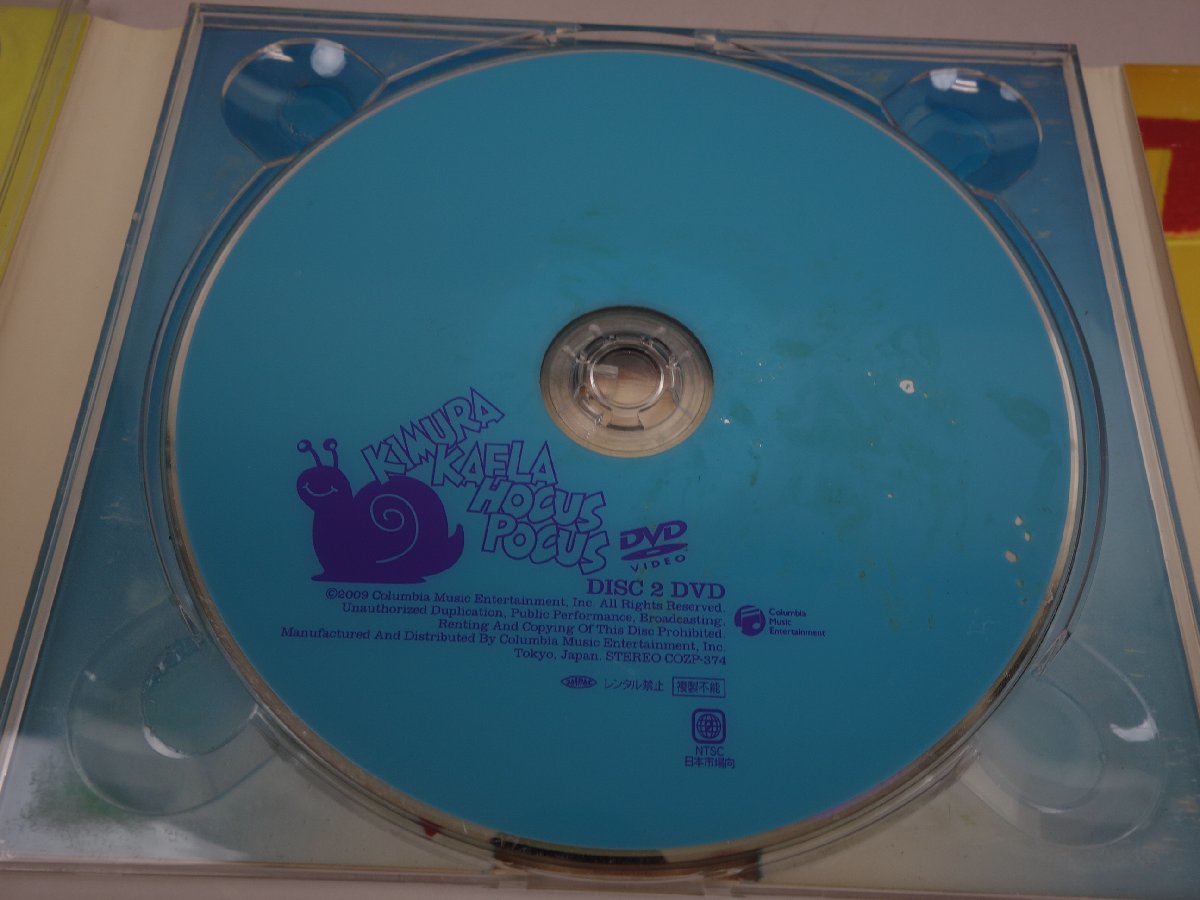 KIMURA
KAELA
HOCUS
POCUS
DVD
VIDEO
DISC 2 DVD
©2009 Columbia Music Entertainment, Inc. All Rights Reserved.
Unauthorized Duplication, Public Performance, Broadcasting,
Renting And Copying Of This Disc Prohibited.
Manufactured And Distributed By Columbia Music Entertainment, Inc.
Tokyo, Japan. STEREO COZP-374
Columbia
Music
Entertainment
レンタル禁止 複製不能
NTSC
日本市場向